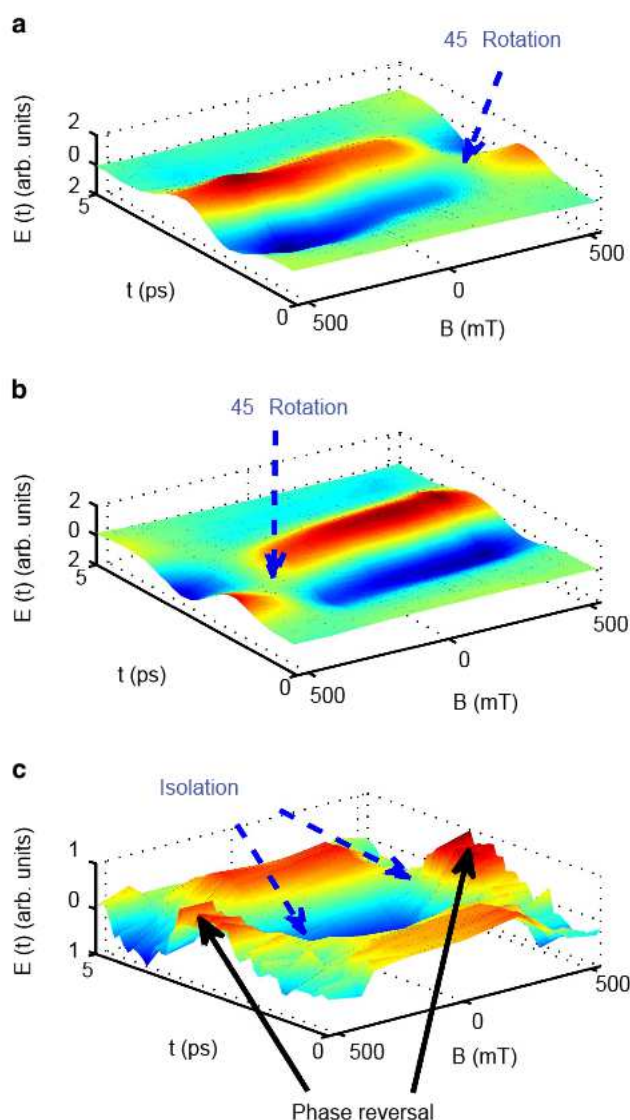 a
45 Rotation
E (t) (arb. units)
2
0
2
5
t (ps)
0
500
0
500
B (mT)
b
45 Rotation
E (t) (arb. units)
2
0
2
5
t (ps)
0
500
0
500
B (mT)
c
Isolation
E (t) (arb. units)
1
0
1
5
t (ps)
0
500
0
500
B (mT)
Phase reversal